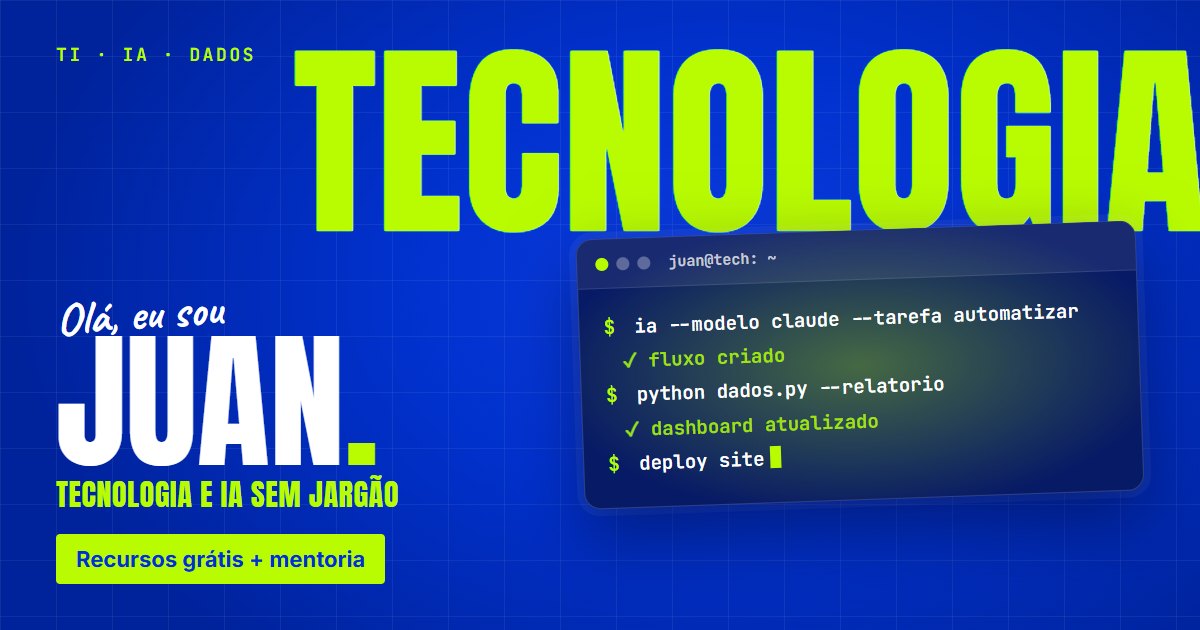 TI · IA · DADOS
TECNOLOGIA
juan@tech: ~
$ ia --modelo claude --tarefa automatizar
✓ fluxo criado
$ python dados.py --relatorio
✓ dashboard atualizado
$ deploy site
Olá, eu sou
JUAN.
TECNOLOGIA E IA SEM JARGÃO
Recursos grátis + mentoria